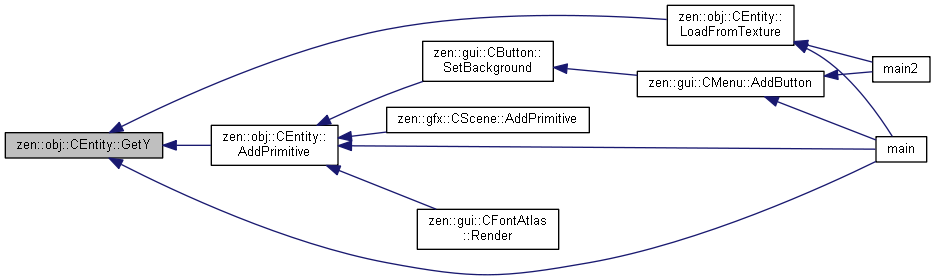 zen::obj::CEntity::GetY
zen::obj::CEntity::
AddPrimitive
zen::gui::CButton::
SetBackground
zen::gfx::CScene::AddPrimitive
zen::gui::CFontAtlas
::Render
zen::obj::CEntity::
LoadFromTexture
zen::gui::CMenu::AddButton
main2
main